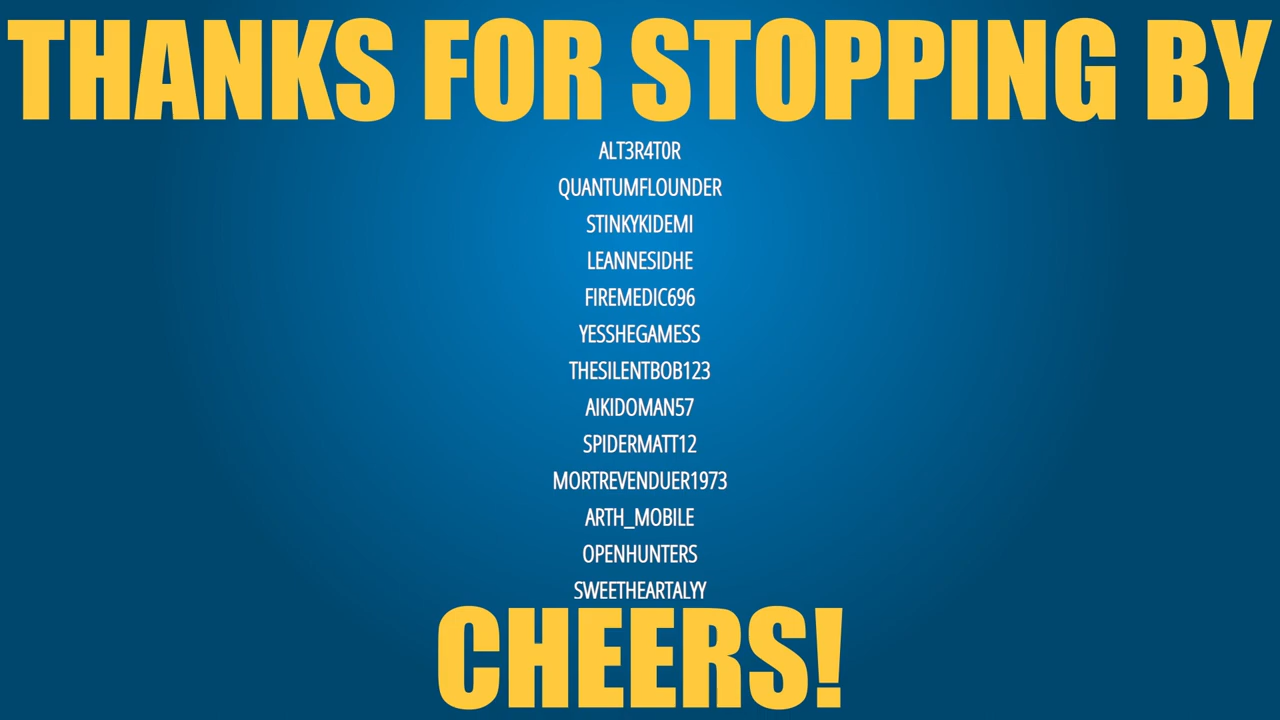 THANKS FOR STOPPING BY
ALT3R4T0R
QUANTUMFLOUNDER
STINKYKIDEMI
LEANNESIDHE
FIREMEDIC696
YESSHEGAMESS
THESILENTBOB123
AIKIDOMAN57
SPIDERMATT12
MORTREVENDUER1973
ARTH_MOBILE
OPENHUNTERS
SWEETHEARTALYY
CHEERS!